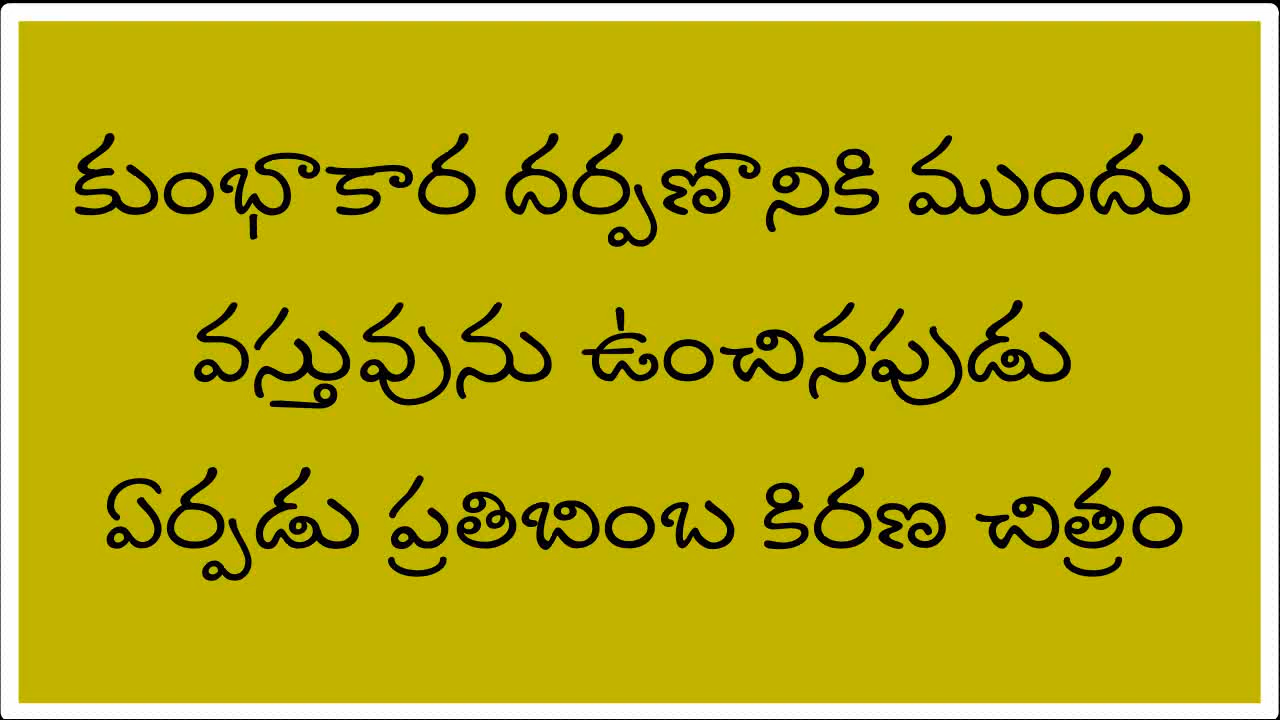 కుంభాకార దర్పణానికి ముందు
వస్తువును ఉంచినపుడు
ఏర్పడు ప్రతిబింబ కిరణ చిత్రం